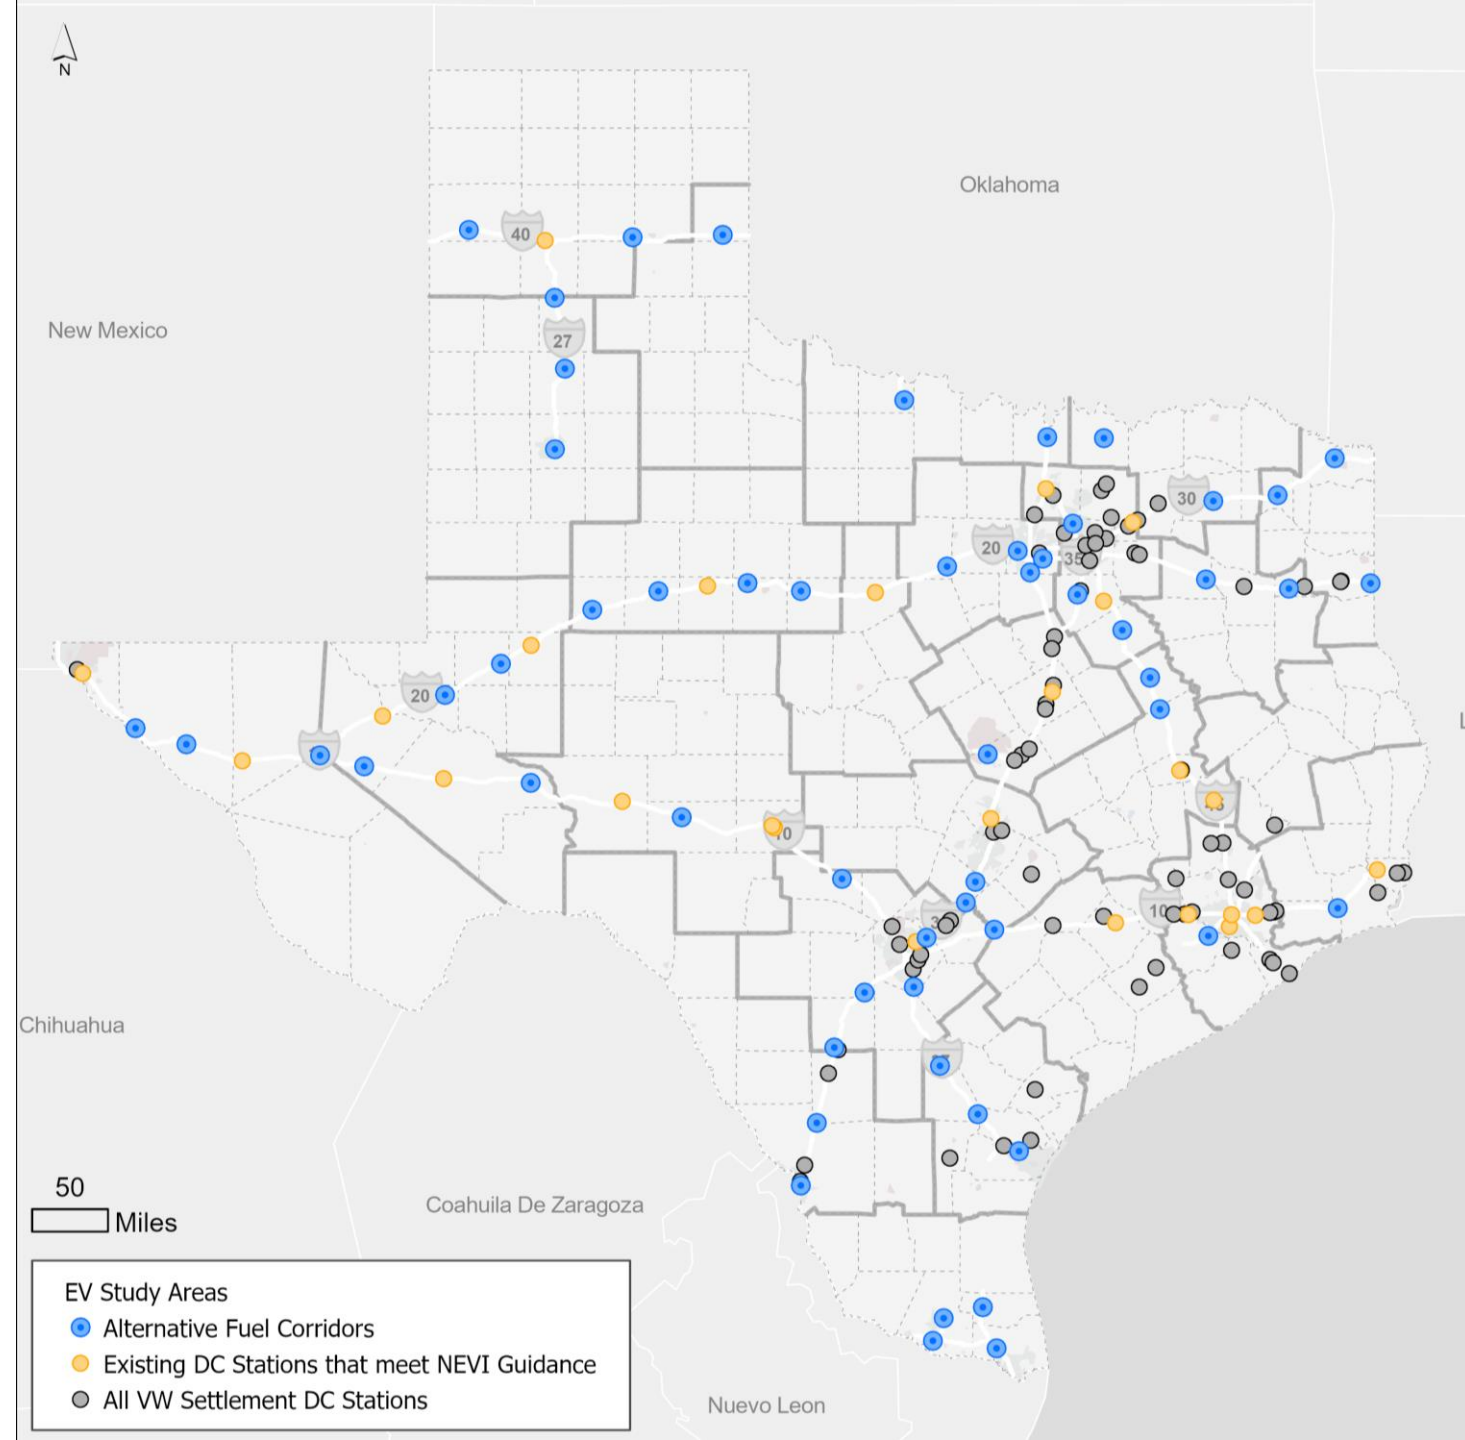 N
Oklahoma
40
New Mexico
27
30
20
35
20
L
10
10
3
Chihuahua
50
Miles
Coahuila De Zaragoza
EV Study Areas
Alternative Fuel Corridors
Existing DC Stations that meet NEVI Guidance
All VW Settlement DC Stations
Nuevo Leon